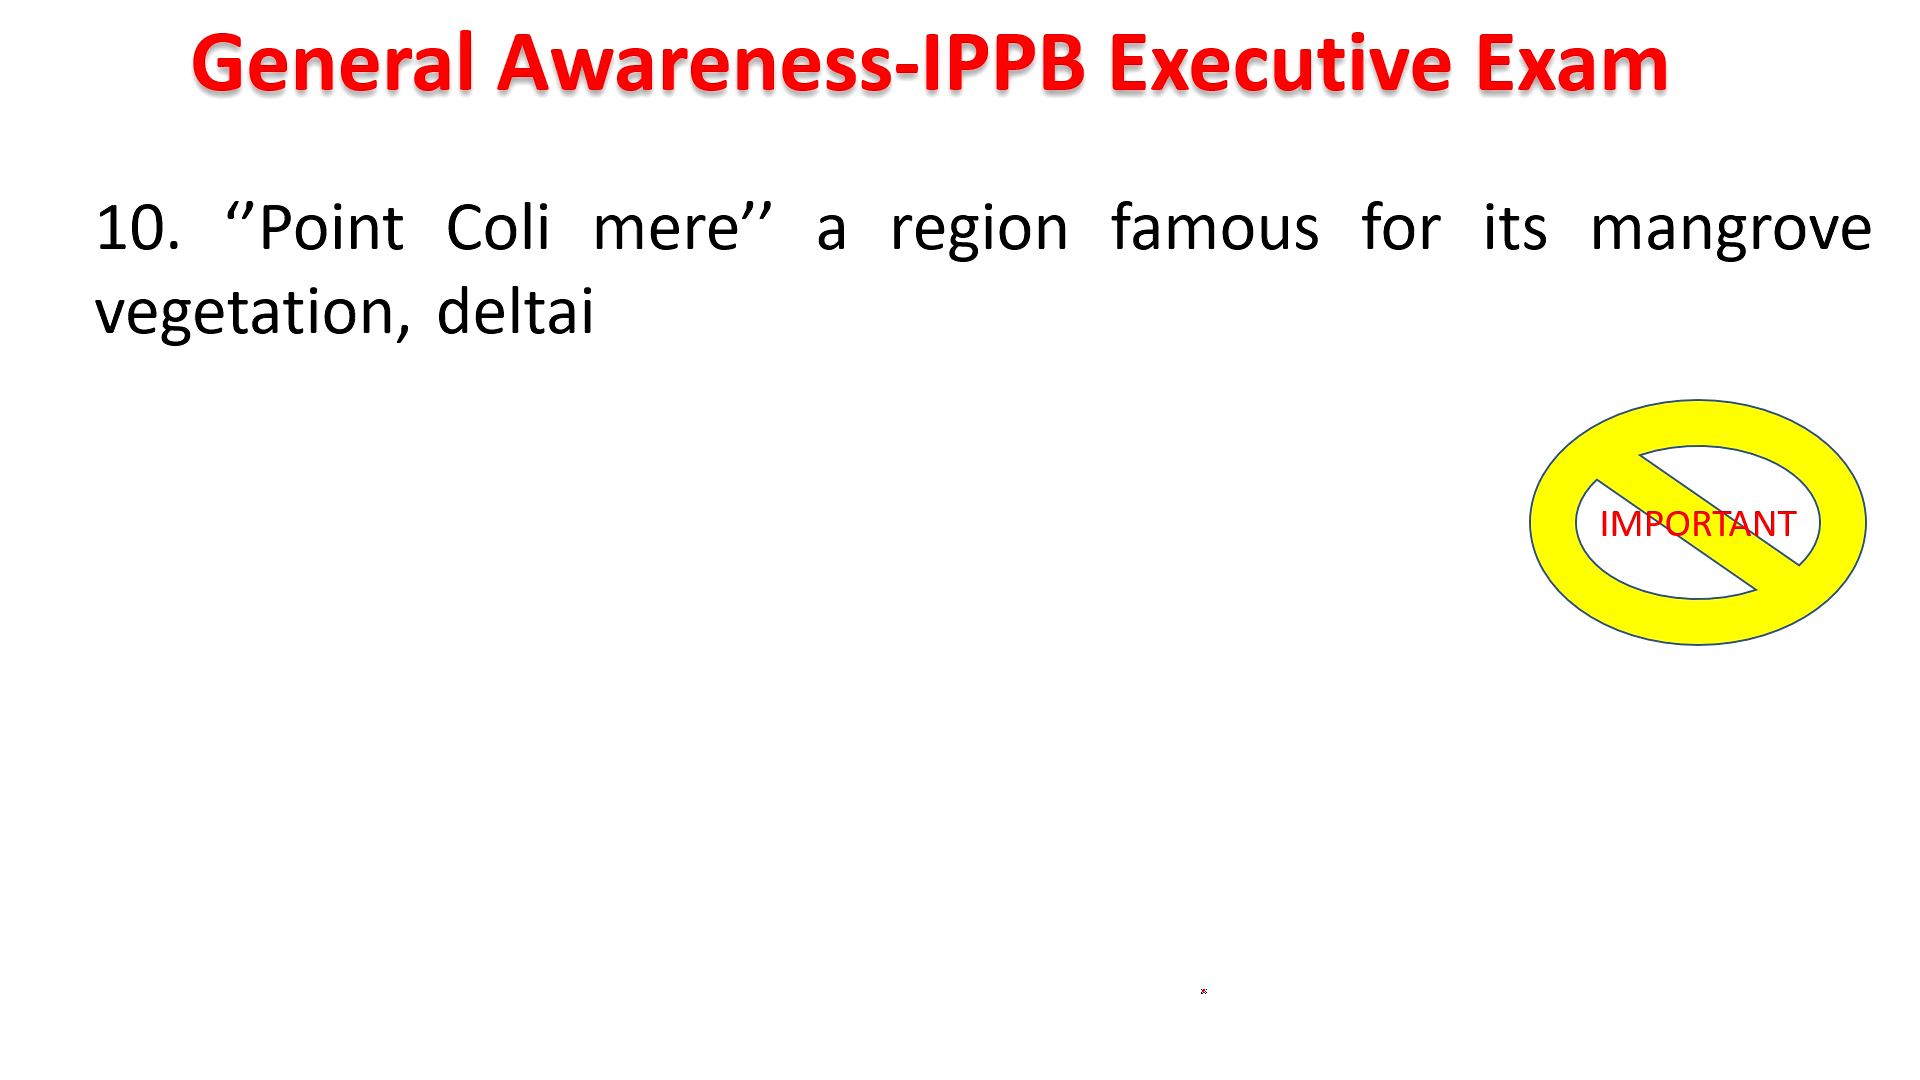 General Awareness-IPPB Executive Exam
10. ‘’Point Coli mere’’ a region famous for its mangrove
vegetation, deltai
IMPORTANT